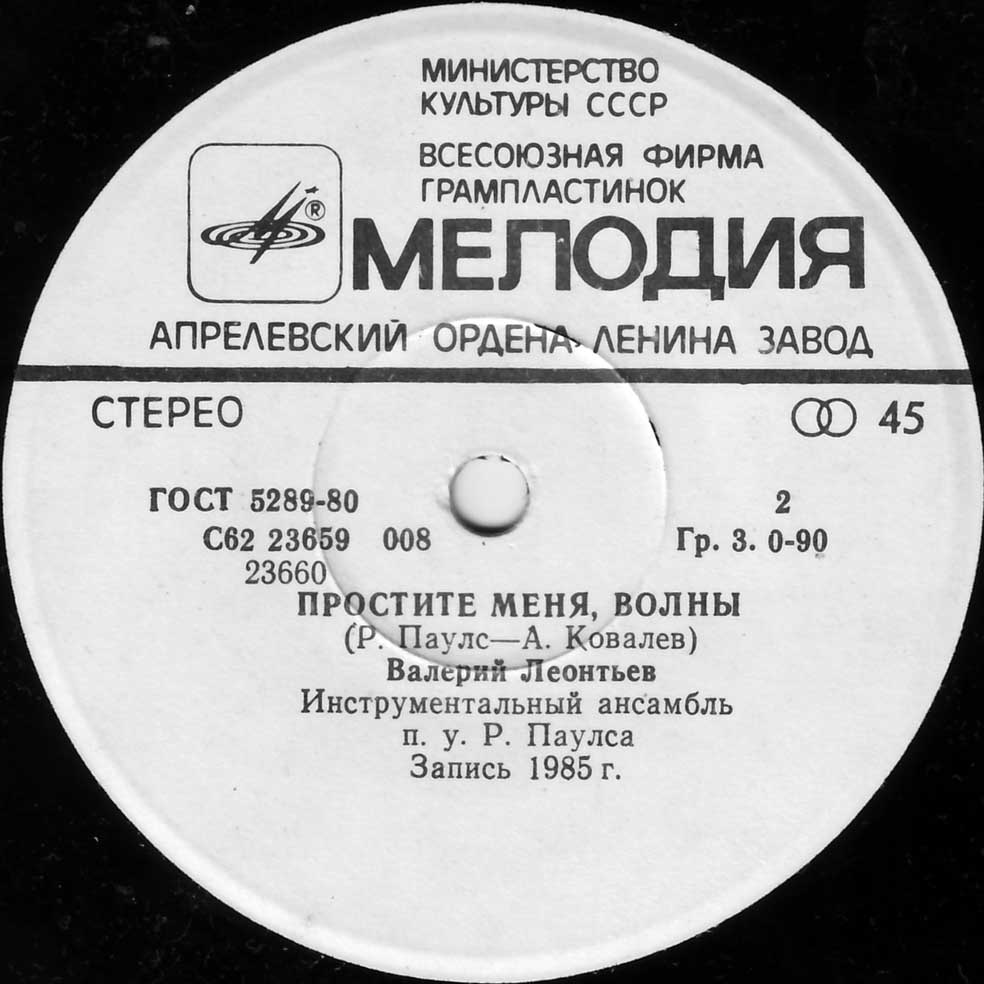 МИНИСТЕРСТВО
КУЛЬТУРЫ СССР
ВСЕСОЮЗНАЯ ФИРМА
ГРАМПЛАСТИНОК
®
МЕЛОДИЯ
АПРЕЛЕВСКИЙ ОРДЕНА ЛЕНИНА ЗАВОД
СТЕРЕО 45
ГОСТ 5289-80 2
С62 23659 008 Гр. 3. 0-90
23660
ПРОСТИТЕ МЕНЯ, ВОЛНЫ
(Р. Паулс—А. Ковалев)
Валерий Леонтьев
Инструментальный ансамбль
п. у. Р. Паулса
Запись 1985 г.